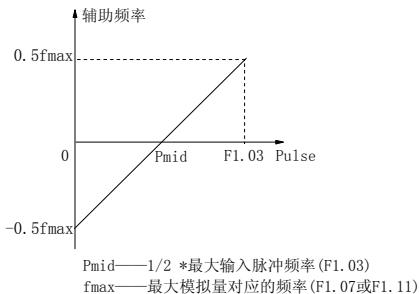 辅助频率
0.5fmax
0
Pmid
F1.03
Pulse
-0.5fmax
Pmid——1/2 *最大输入脉冲频率(F1.03)
fmax——最大模拟量对应的频率(F1.07或F1.11)